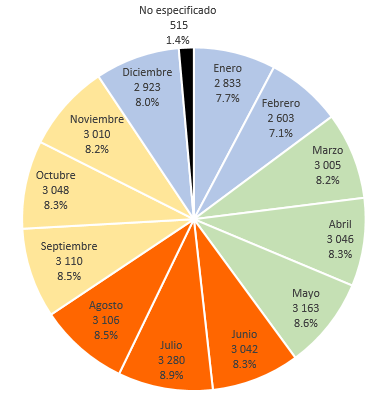 No especificado
515
1.4%
Enero
2 833
7.7%
Febrero
2 603
7.1%
Marzo
3 005
8.2%
Abril
3 046
8.3%
Mayo
3 163
8.6%
Junio
3 042
8.3%
Julio
3 280
8.9%
Agosto
3 106
8.5%
Septiembre
3 110
8.5%
Octubre
3 048
8.3%
Noviembre
3 010
8.2%
Diciembre
2 923
8.0%